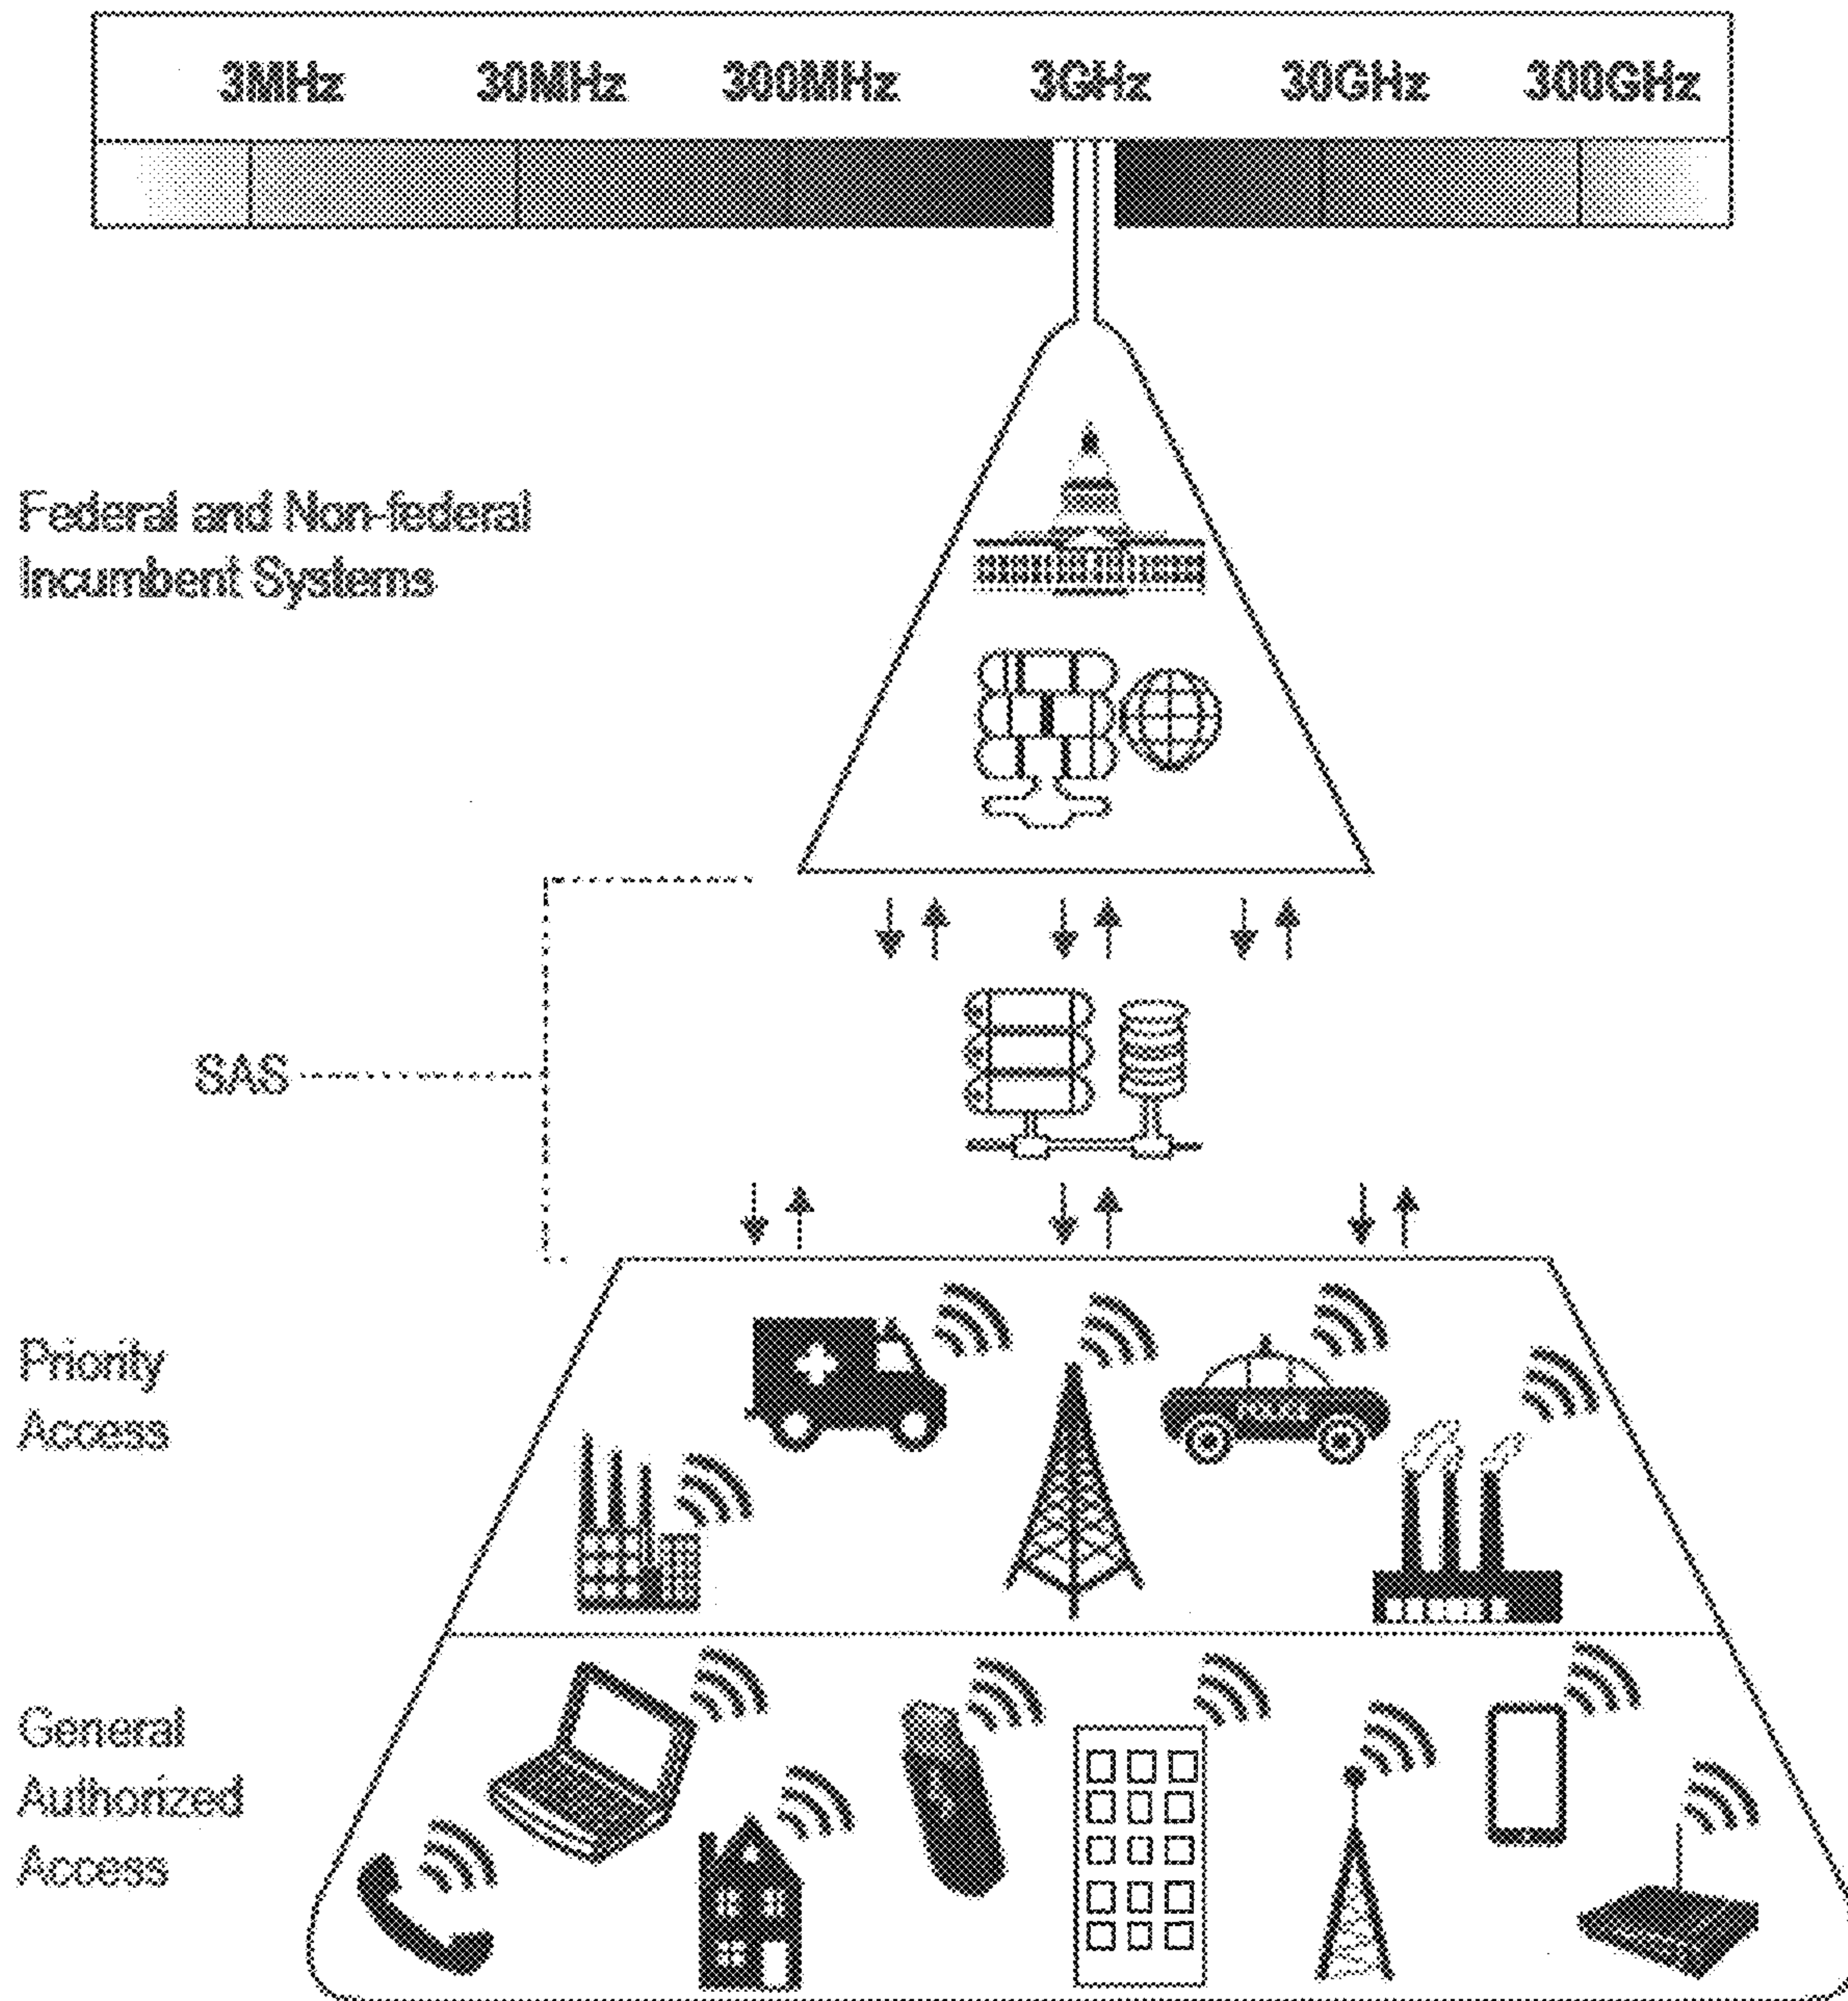 3MHz 30MHz 300MHz 3GHz 30GHz 300GHz
Federal and Non-federal
Incumbent Systems
SAS
Priority
Access
General
Authorized
Access